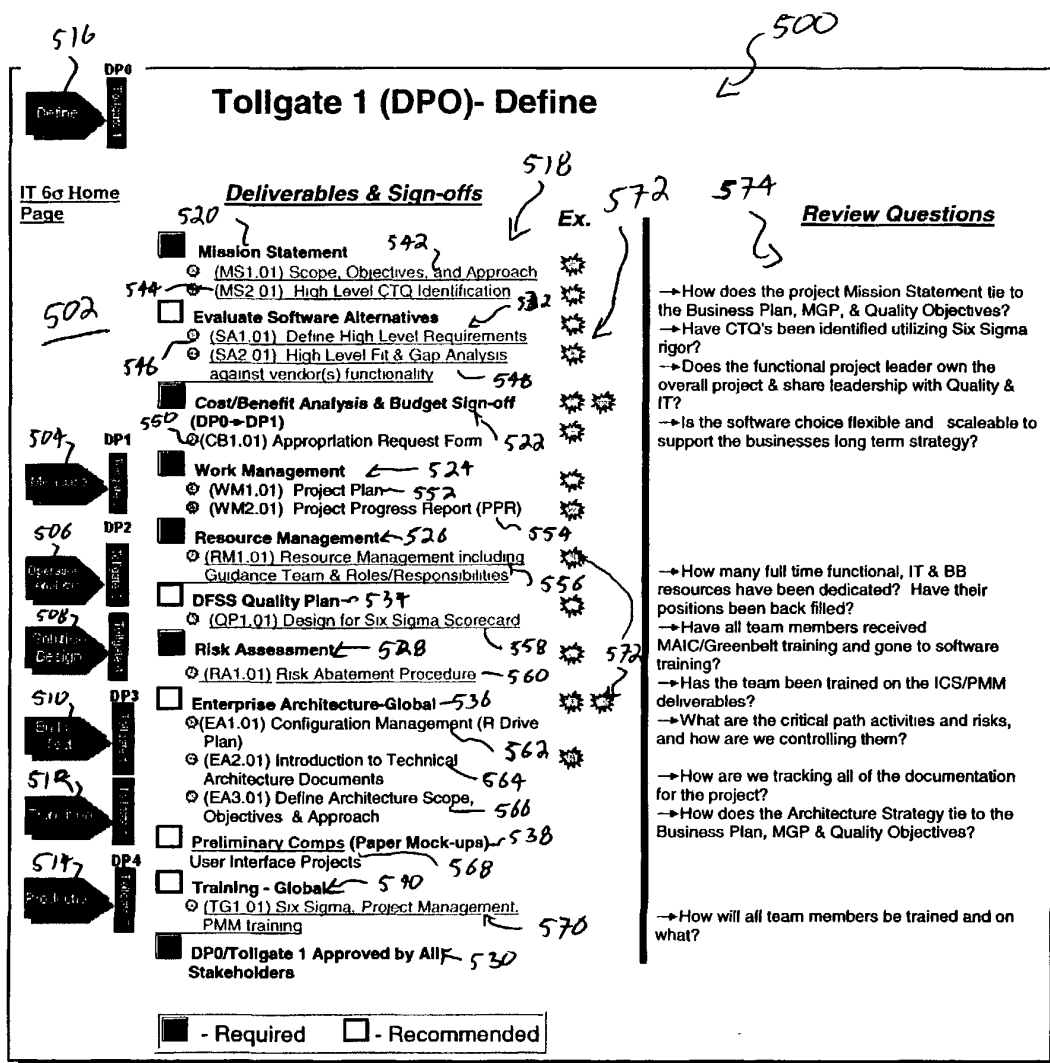 500
516
DP0
Define
Tollgate 1
Tollgate 1 (DPO)- Define
518
572
574
IT 6σ Home
Page
502
Deliverables & Sign-offs
Ex.
520
Mission Statement
542
(MS1.01) Scope, Objectives, and Approach
544
(MS2 01) High Level CTQ Identification
532
Evaluate Software Alternatives
546
(SA1.01) Define High Level Requirements
(SA2 01) High Level Fit & Gap Analysis
against vendor(s) functionality
548
Cost/Benefit Analysis & Budget Sign-off
(DP0→DP1)
522
550
(CB1.01) Appropriation Request Form
Work Management
524
(WM1.01) Project Plan
552
(WM2.01) Project Progress Report (PPR)
554
Resource Management
526
(RM1.01) Resource Management including
Guidance Team & Roles/Responsibilities
556
DFSS Quality Plan
534
(QP1.01) Design for Six Sigma Scorecard
558
Risk Assessment
528
572
(RA1.01) Risk Abatement Procedure
560
Enterprise Architecture-Global
536
(EA1.01) Configuration Management (R Drive
Plan)
562
(EA2.01) Introduction to Technical
Architecture Documents
564
(EA3.01) Define Architecture Scope,
Objectives & Approach
566
Preliminary Comps (Paper Mock-ups)
538
User Interface Projects
568
Training - Global
540
(TG1 01) Six Sigma, Project Management,
PMM training
570
DP0/Tollgate 1 Approved by All
Stakeholders
530
504
DP1
506
DP2
508
Design
510
DP3
512
514
DP4
Review Questions
→How does the project Mission Statement tie to
the Business Plan, MGP, & Quality Objectives?
→Have CTQ's been identified utilizing Six Sigma
rigor?
→Does the functional project leader own the
overall project & share leadership with Quality &
IT?
→Is the software choice flexible and scaleable to
support the businesses long term strategy?
→How many full time functional, IT & BB
resources have been dedicated? Have their
positions been back filled?
→Have all team members received
MAIC/Greenbelt training and gone to software
training?
→Has the team been trained on the ICS/PMM
deliverables?
→What are the critical path activities and risks,
and how are we controlling them?
→How are we tracking all of the documentation
for the project?
→How does the Architecture Strategy tie to the
Business Plan, MGP & Quality Objectives?
→How will all team members be trained and on
what?
- Required
- Recommended